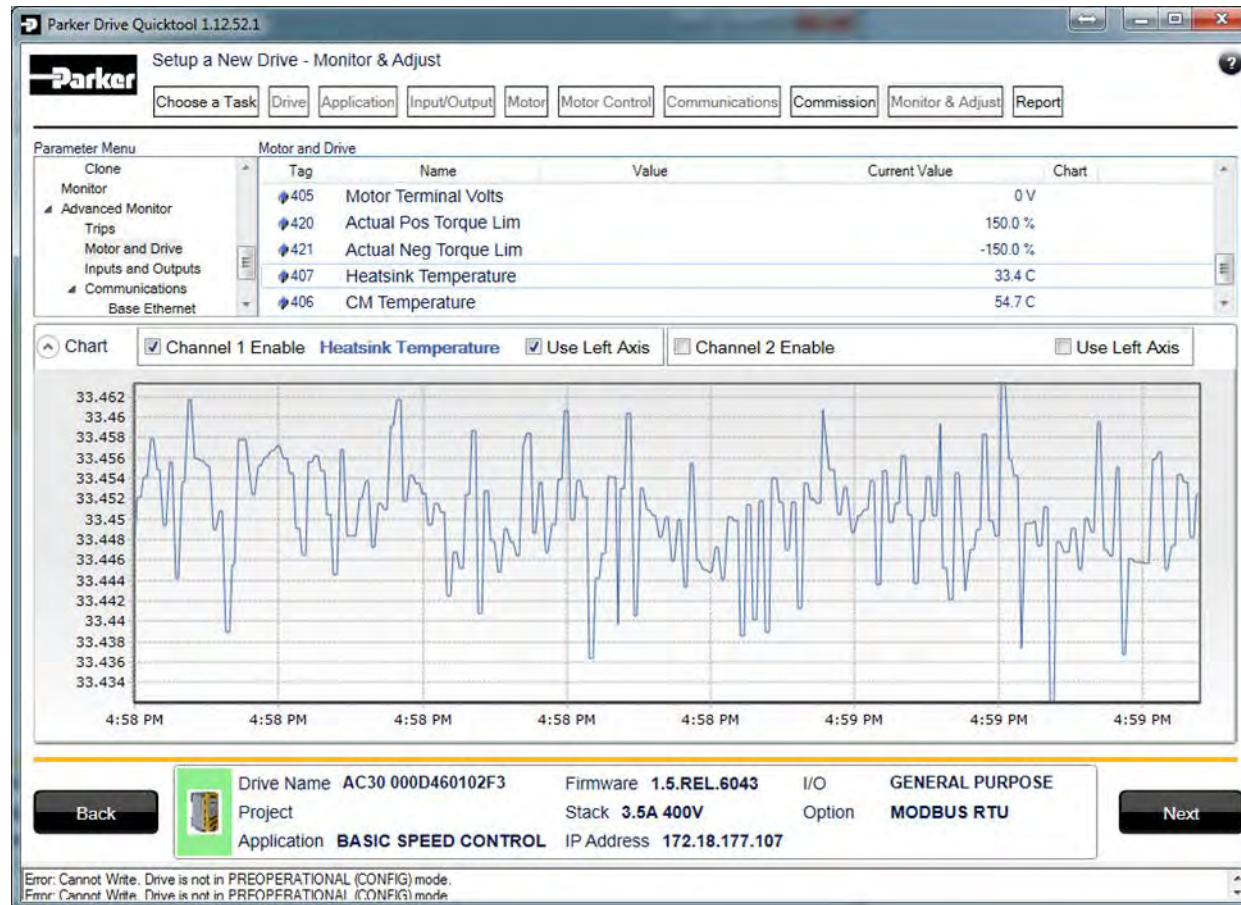 Parker Drive Quicktool 1.12.52.1
Parker
Setup a New Drive - Monitor & Adjust
?
Choose a Task Drive Application Input/Output Motor Motor Control Communications Commission Monitor & Adjust Report
Parameter Menu
Clone
Monitor
Advanced Monitor
Trips
Motor and Drive
Inputs and Outputs
Communications
Base Ethernet
Motor and Drive
Tag Name Value Current Value Chart
405 Motor Terminal Volts 0 V
420 Actual Pos Torque Lim 150.0 %
421 Actual Neg Torque Lim -150.0 %
407 Heatsink Temperature 33.4 C
406 CM Temperature 54.7 C
Chart Channel 1 Enable Heatsink Temperature Use Left Axis Channel 2 Enable Use Left Axis
33.462
33.46
33.458
33.456
33.454
33.452
33.45
33.448
33.446
33.444
33.442
33.44
33.438
33.436
33.434
4:58 PM 4:58 PM 4:58 PM 4:58 PM 4:58 PM 4:59 PM 4:59 PM 4:59 PM
Back
Drive Name AC30 000D460102F3 Firmware 1.5.REL.6043 I/O GENERAL PURPOSE
Project Stack 3.5A 400V Option MODBUS RTU
Application BASIC SPEED CONTROL IP Address 172.18.177.107
Next
Error: Cannot Write. Drive is not in PREOPERATIONAL (CONFIG) mode.
Error: Cannot Write. Drive is not in PREOPERATIONAL (CONFIG) mode